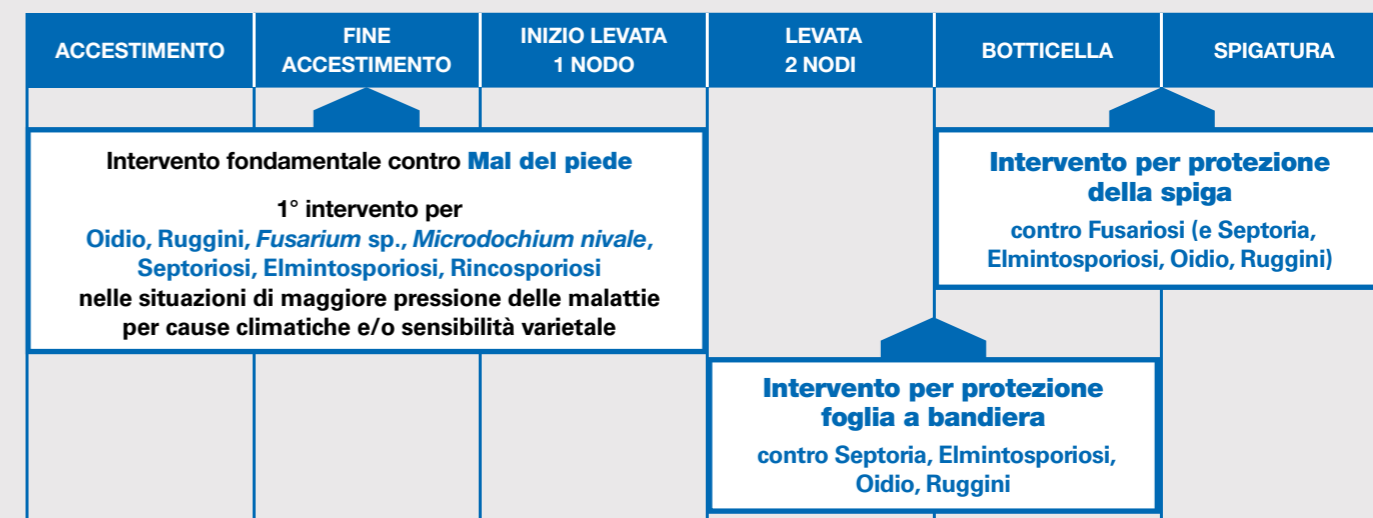 ACCESTIMENTO
FINE
ACCESTIMENTO
INIZIO LEVATA
1 NODO
LEVATA
2 NODI
BOTTICELLA
SPIGATURA
Intervento fondamentale contro Mal del piede
1° intervento per
Oidio, Ruggini, Fusarium sp., Microdochium nivale,
Septoriosi, Elmintosporiosi, Rincosporiosi
nelle situazioni di maggiore pressione delle malattie
per cause climatiche e/o sensibilità varietale
Intervento per protezione
della spiga
contro Fusariosi (e Septoria,
Elmintosporiosi, Oidio, Ruggini)
Intervento per protezione
foglia a bandiera
contro Septoria, Elmintosporiosi,
Oidio, Ruggini